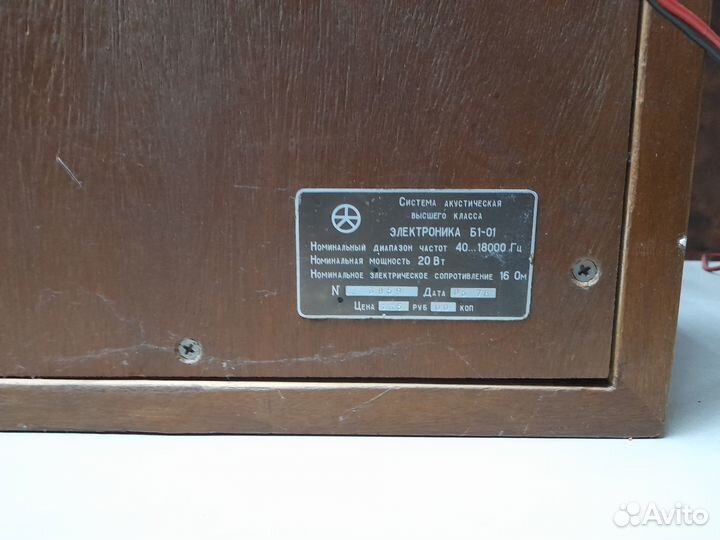 Система акустическая
высшего класса
ЭЛЕКТРОНИКА Б1-01
Номинальный диапазон частот 40...18000 Гц
Номинальная мощность 20 Вт
Номинальное электрическое сопротивление 16 Ом
N Дата
Цена руб коп
Avito